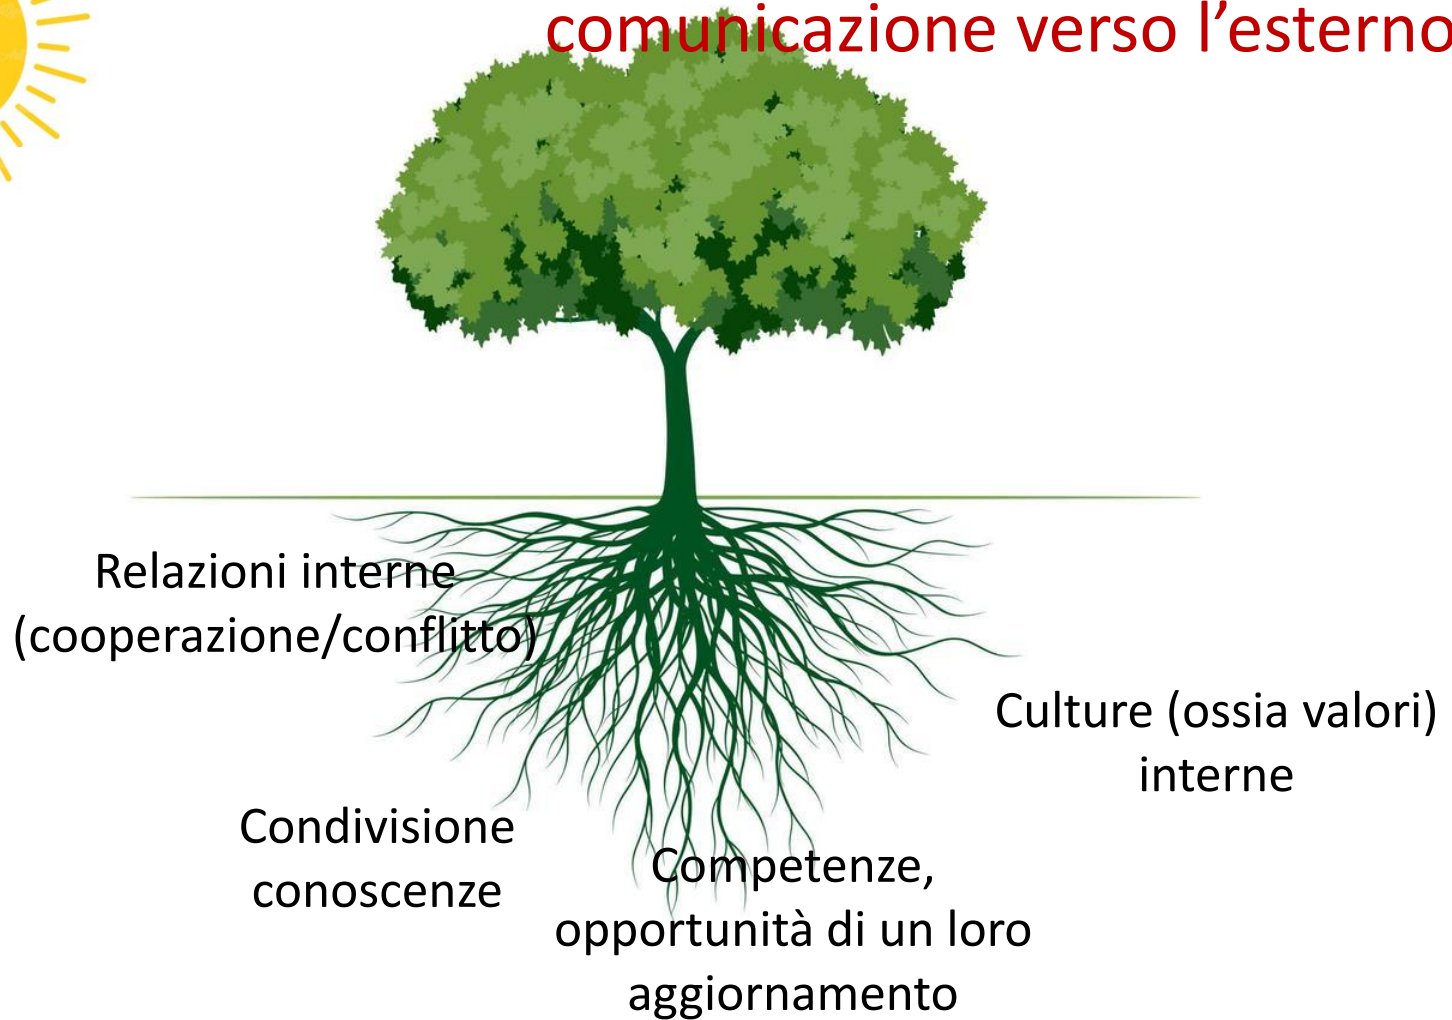 comunicazione verso l’esterno
Relazioni interne
(cooperazione/conflitto)
Culture (ossia valori)
interne
Condivisione
conoscenze
Competenze,
opportunità di un loro
aggiornamento